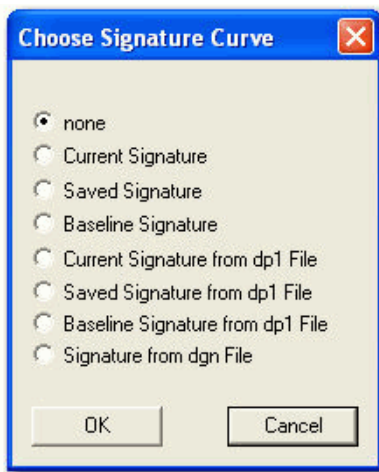 Choose Signature Curve
none
Current Signature
Saved Signature
Baseline Signature
Current Signature from dp1 File
Saved Signature from dp1 File
Baseline Signature from dp1 File
Signature from dgn File
OK Cancel